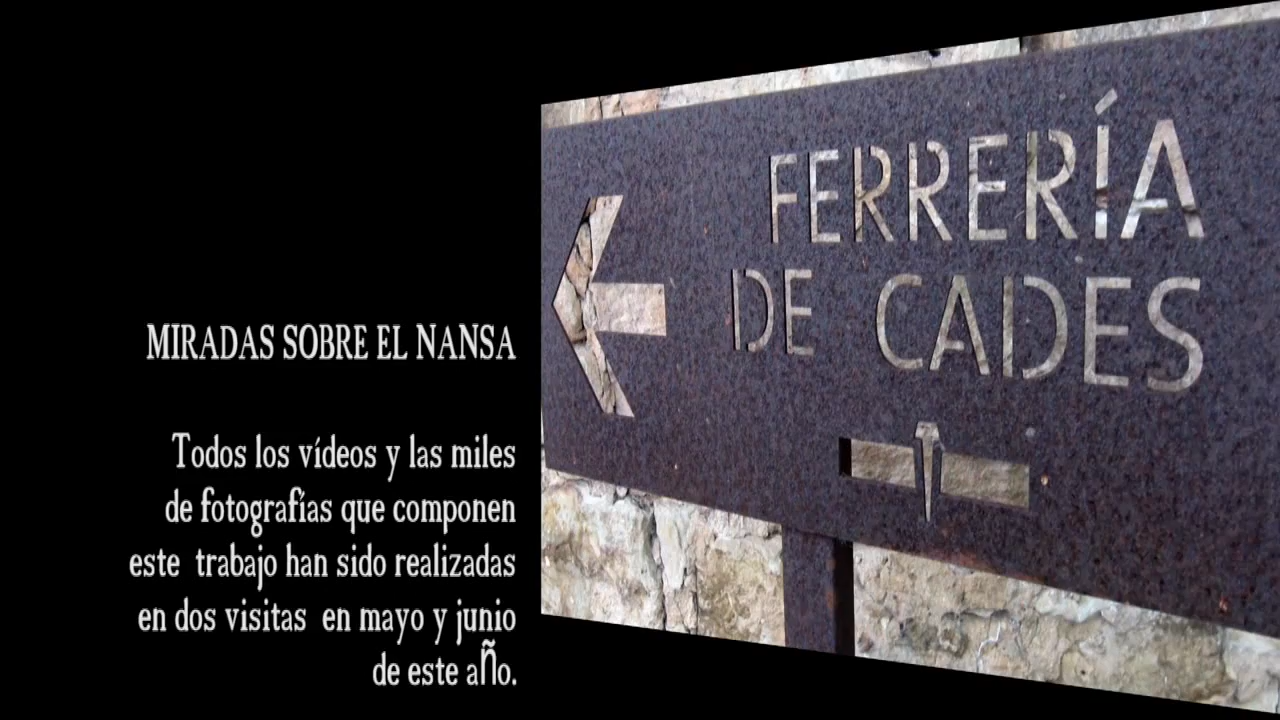 MIRADAS SOBRE EL NANSA
Todos los vídeos y las miles
de fotografías que componen
este trabajo han sido realizadas
en dos visitas en mayo y junio
de este año.
FERRERÍA
DE CADES